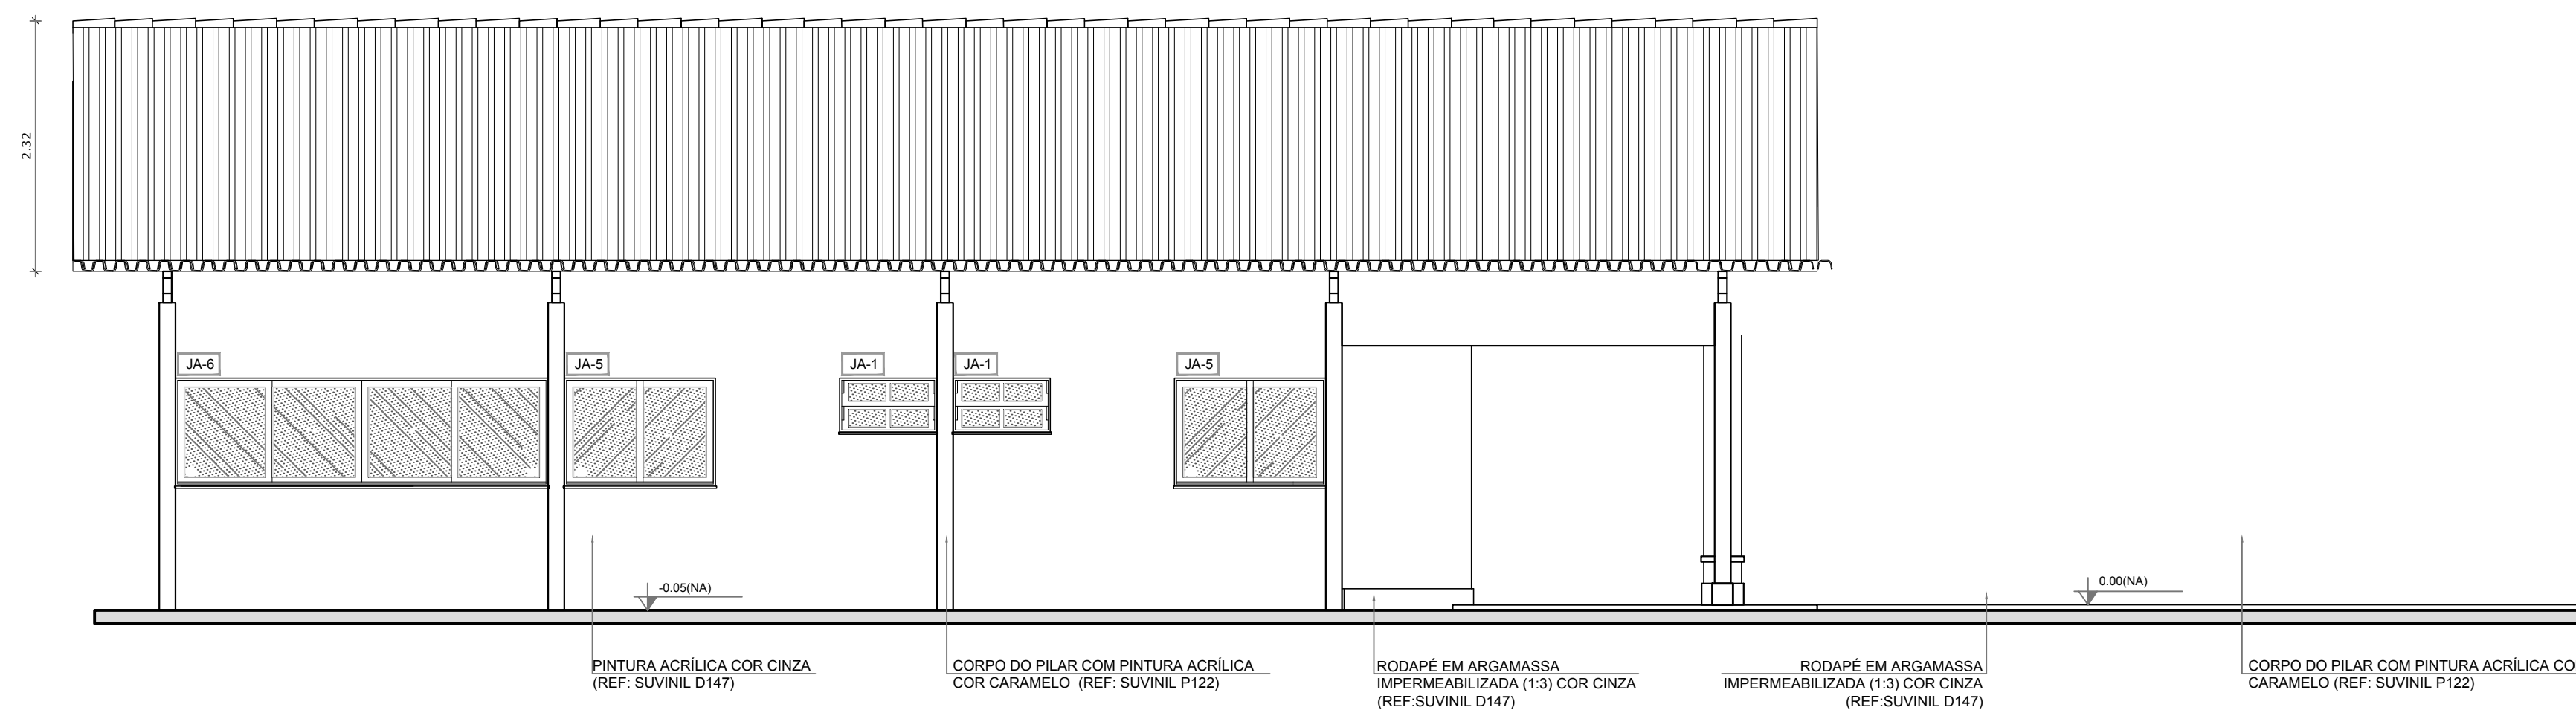 2.32
JA-6
JA-5
JA-1
JA-1
JA-5
-0.05(NA)
0.00(NA)
PINTURA ACRÍLICA COR CINZA
(REF: SUVINIL D147)
CORPO DO PILAR COM PINTURA ACRÍLICA
COR CARAMELO (REF: SUVINIL P122)
RODAPÉ EM ARGAMASSA
IMPERMEABILIZADA (1:3) COR CINZA
(REF:SUVINIL D147)
RODAPÉ EM ARGAMASSA
IMPERMEABILIZADA (1:3) COR CINZA
(REF:SUVINIL D147)
CORPO DO PILAR COM PINTURA ACRÍLICA CO
CARAMELO (REF: SUVINIL P122)